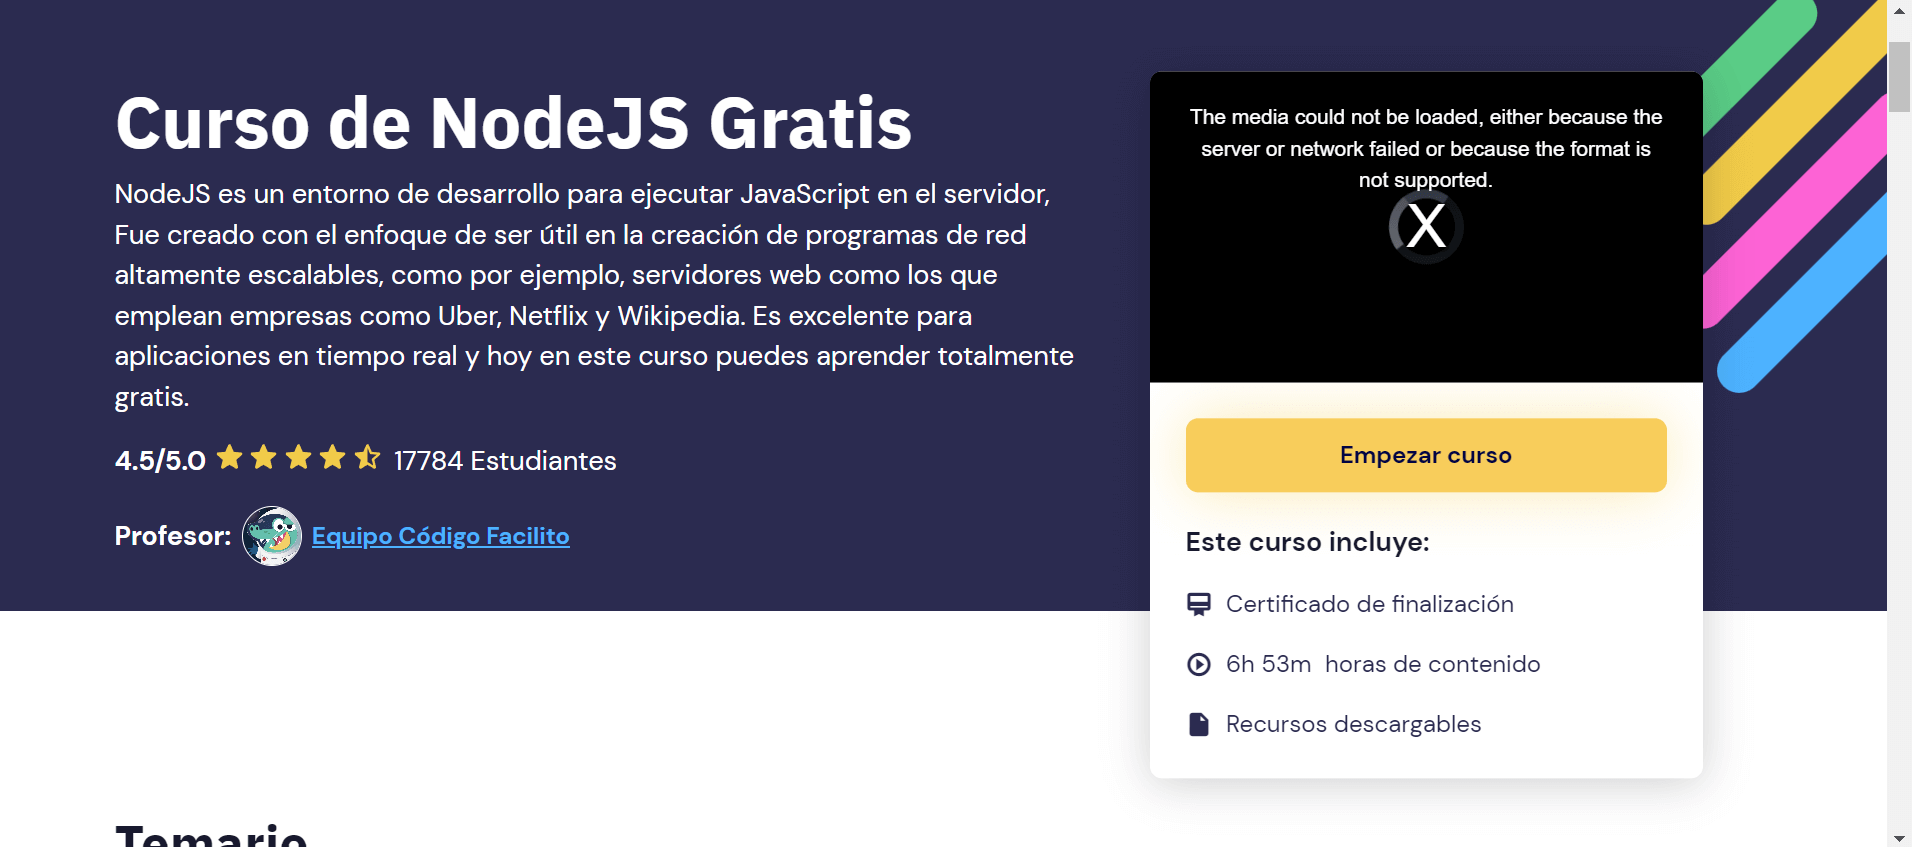 Curso de NodeJS Gratis
NodeJS es un entorno de desarrollo para ejecutar JavaScript en el servidor,
Fue creado con el enfoque de ser útil en la creación de programas de red
altamente escalables, como por ejemplo, servidores web como los que
emplean empresas como Uber, Netflix y Wikipedia. Es excelente para
aplicaciones en tiempo real y hoy en este curso puedes aprender totalmente
gratis.
4.5/5.0 17784 Estudiantes
Profesor: Equipo Código Facilito
The media could not be loaded, either because the
server or network failed or because the format is
not supported.
X
Empezar curso
Este curso incluye:
Certificado de finalización
6h 53m horas de contenido
Recursos descargables
Temario